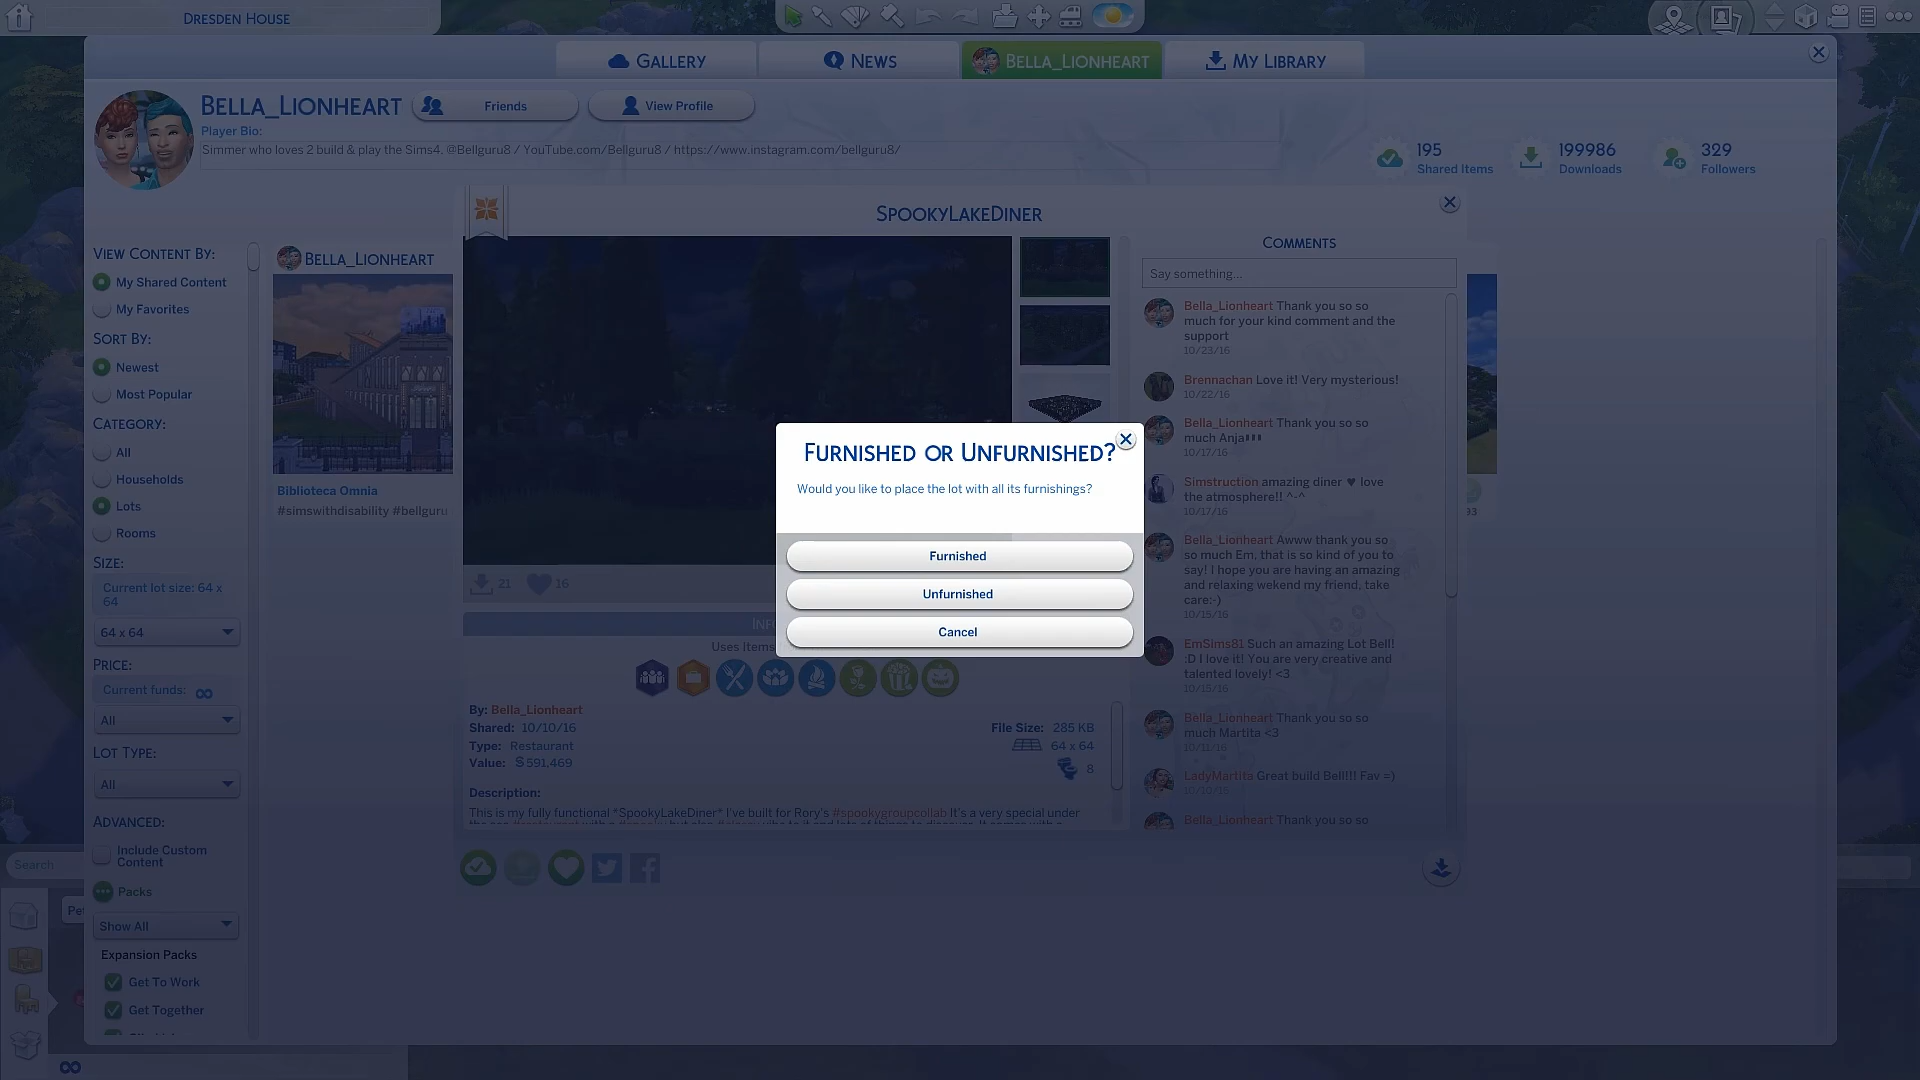 DRESDEN HOUSE
GALLERY
NEWS
BELLA_LIONHEART
MY LIBRARY
BELLA_LIONHEART
Friends
View Profile
Player Bio:
Simmer who loves 2 build & play the Sims4. @Bellguru8 / YouTube.com/Bellguru8 / https://www.instagram.com/bellguru8/
195
Shared Items
199986
Downloads
329
Followers
VIEW CONTENT BY:
My Shared Content
My Favorites
SORT BY:
Newest
Most Popular
CATEGORY:
All
Households
Lots
Rooms
SIZE:
Current lot size: 64 x
64
64 x 64
PRICE:
Current funds: ∞
All
LOT TYPE:
All
ADVANCED:
Include Custom
Content
Packs
Show All
Expansion Packs
Get To Work
Get Together
BELLA_LIONHEART
Biblioteca Omnia
#simswithdisability #bellguru
SPOOKYLAKEDINER
21
16
FURNISHED OR UNFURNISHED?
Would you like to place the lot with all its furnishings?
Furnished
Unfurnished
Cancel
Uses Items
By: Bella_Lionheart
Shared: 10/10/16
Type: Restaurant
Value: §591,469
File Size: 285 KB
64 x 64
8
Description:
This is my fully functional *SpookyLakeDiner* I've built for Rory's #spookygroupcollab It's a very special under
COMMENTS
Say something...
Bella_Lionheart Thank you so so
much for your kind comment and the
support
10/23/16
Brennachan Love it! Very mysterious!
10/22/16
Bella_Lionheart Thank you so so
much Anja
10/17/16
Simstruction amazing diner ♥ love
the atmosphere!! ^-^
10/17/16
Bella_Lionheart Awww thank you so
so much Em, that is so kind of you to
say! I hope you are having an amazing
and relaxing wekend my friend, take
care:-)
10/15/16
EmSims81 Such an amazing Lot Bell!
:D I love it! You are very creative and
talented lovely! <3
10/15/16
Bella_Lionheart Thank you so so
much Martita <3
10/11/16
LadyMartita Great build Bell!!! Fav =)
10/10/16
Bella_Lionheart Thank you so so
93
Search
Pe
∞